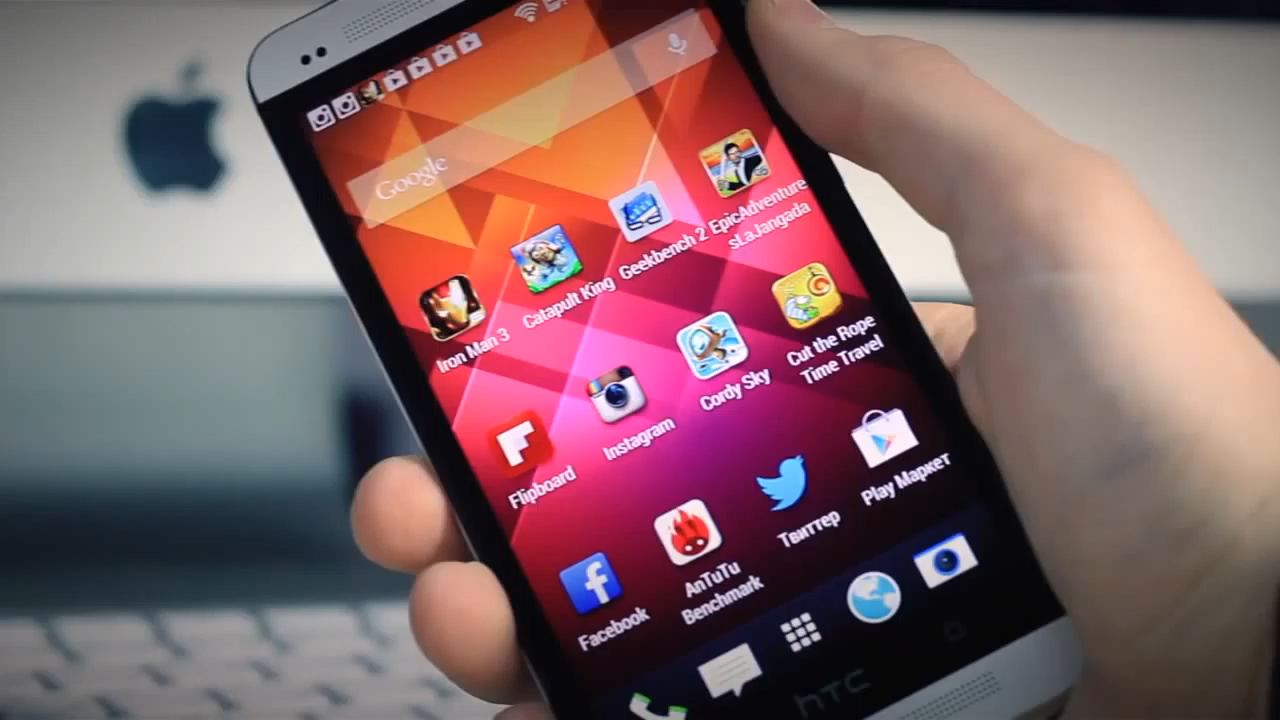 Google
Iron Man 3
Catapult King
Geekbench 2
EpicAdventure
sLaJangada
Flipboard
Instagram
Cordy Sky
Cut the Rope
Time Travel
Facebook
AnTuTu
Benchmark
Твиттер
Play Маркет
hTC